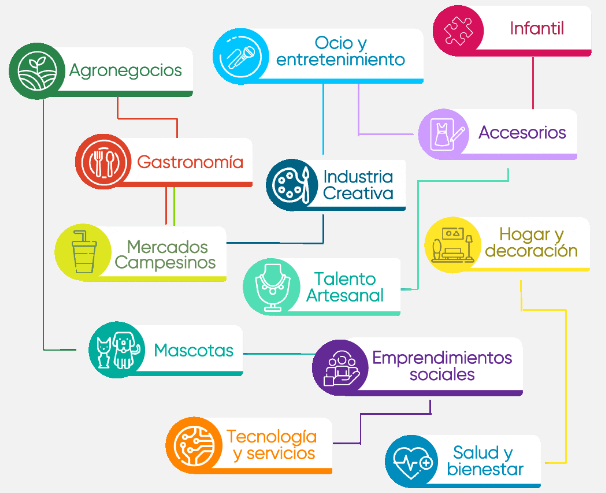 Agronegocios
Ocio y
entretenimiento
Infantil
Gastronomía
Industria
Creativa
Accesorios
Mercados
Campesinos
Talento
Artesanal
Hogar y
decoración
Mascotas
Emprendimientos
sociales
Tecnología
y servicios
Salud y
bienestar